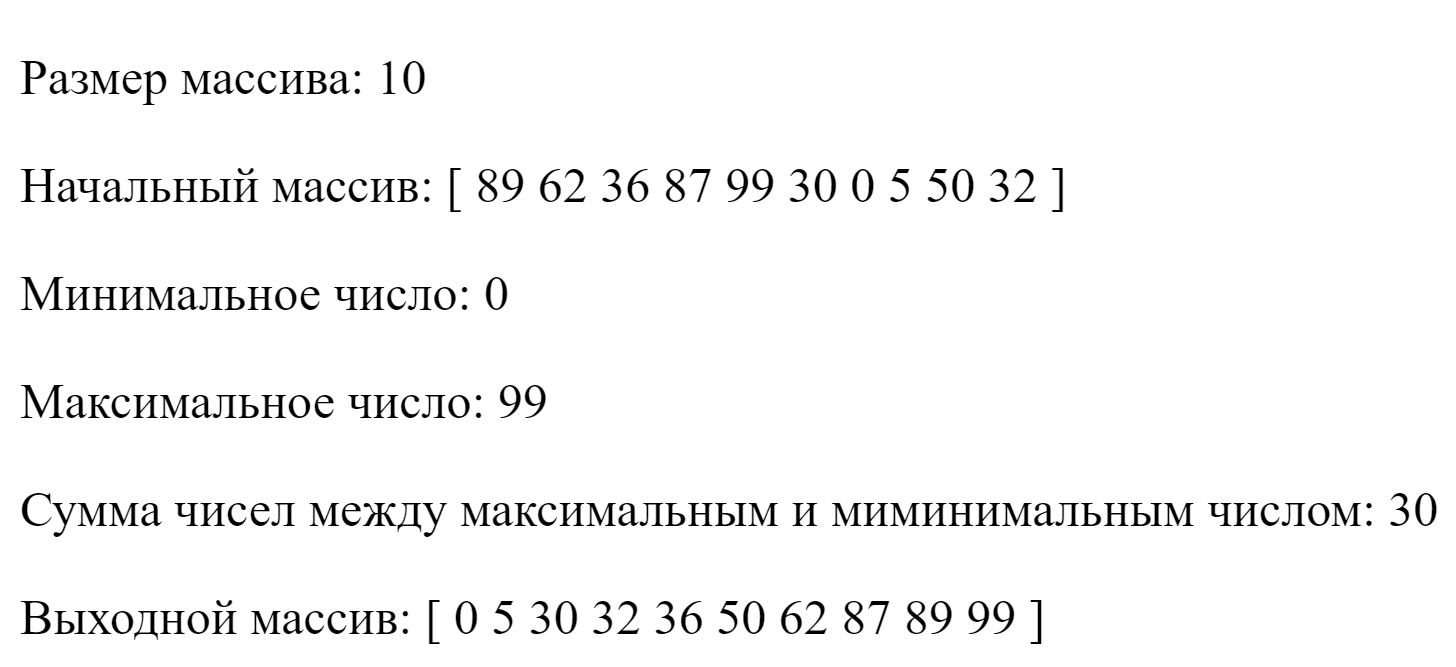 Размер массива: 10
Начальный массив: [ 89 62 36 87 99 30 0 5 50 32 ]
Минимальное число: 0
Максимальное число: 99
Сумма чисел между максимальным и миминимальным числом: 30
Выходной массив: [ 0 5 30 32 36 50 62 87 89 99 ]